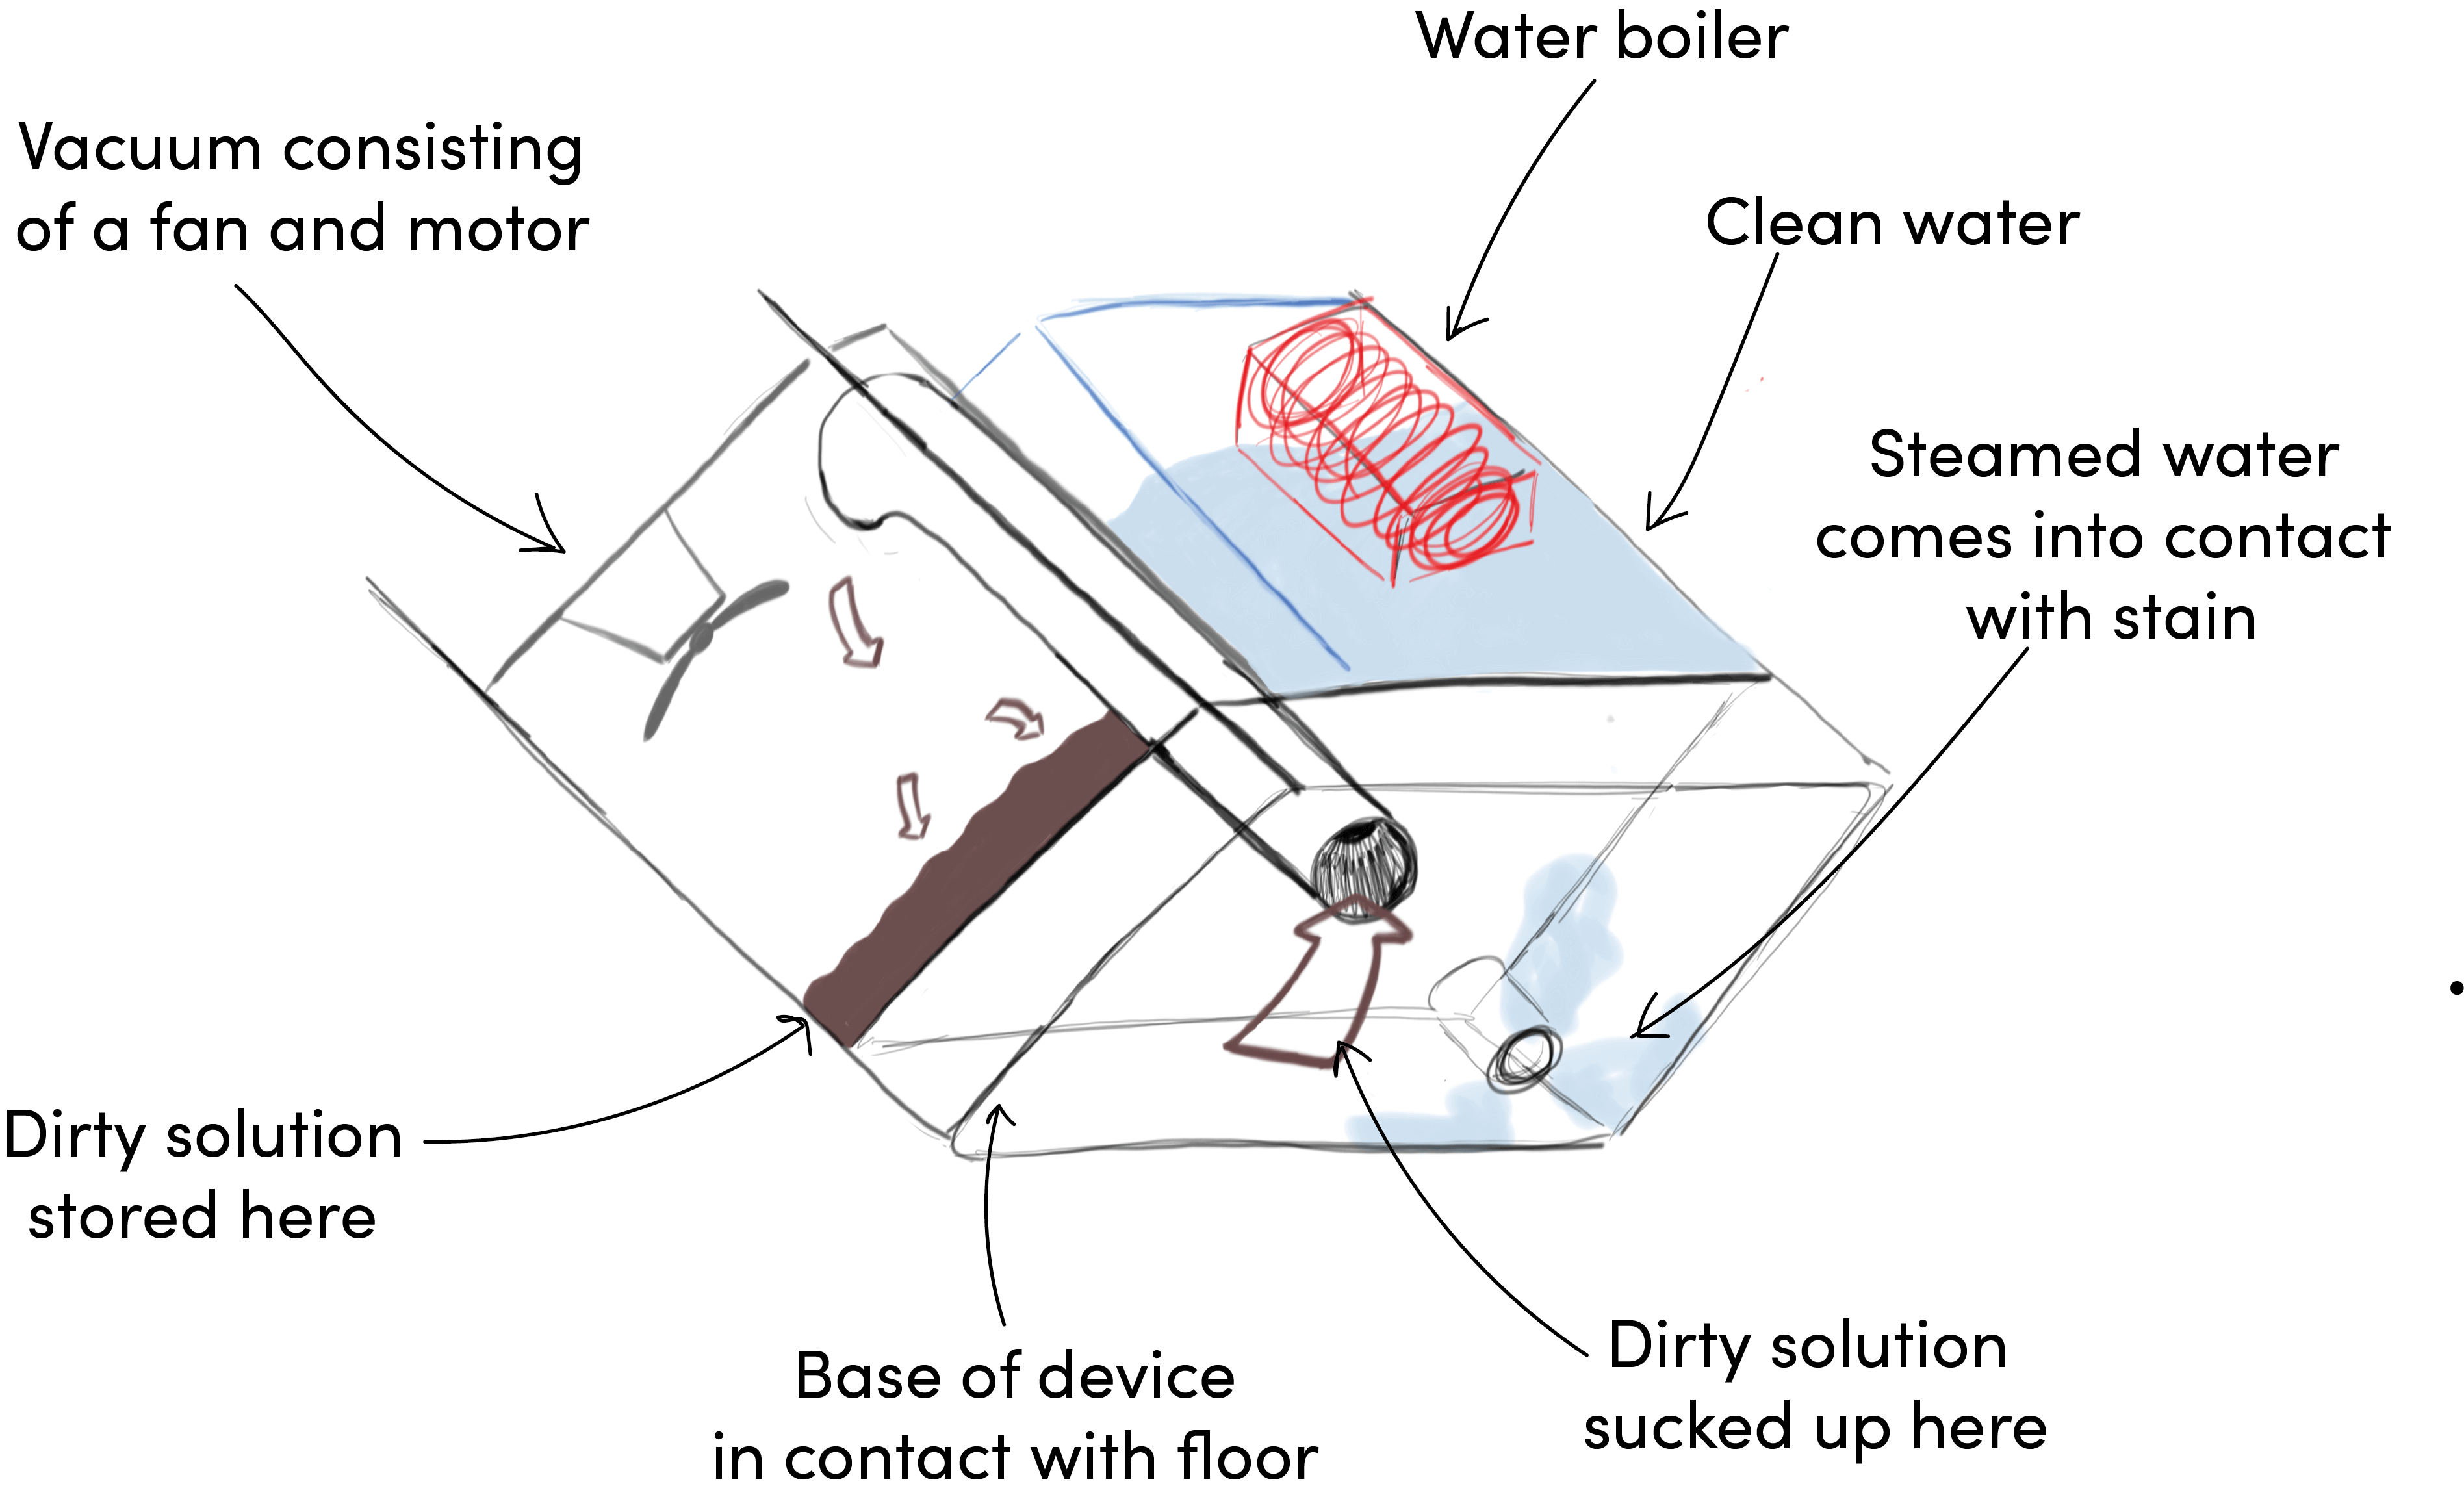 Water boiler
Vacuum consisting
of a fan and motor
Clean water
Steamed water
comes into contact
with stain
Dirty solution
stored here
Base of device
in contact with floor
Dirty solution
sucked up here